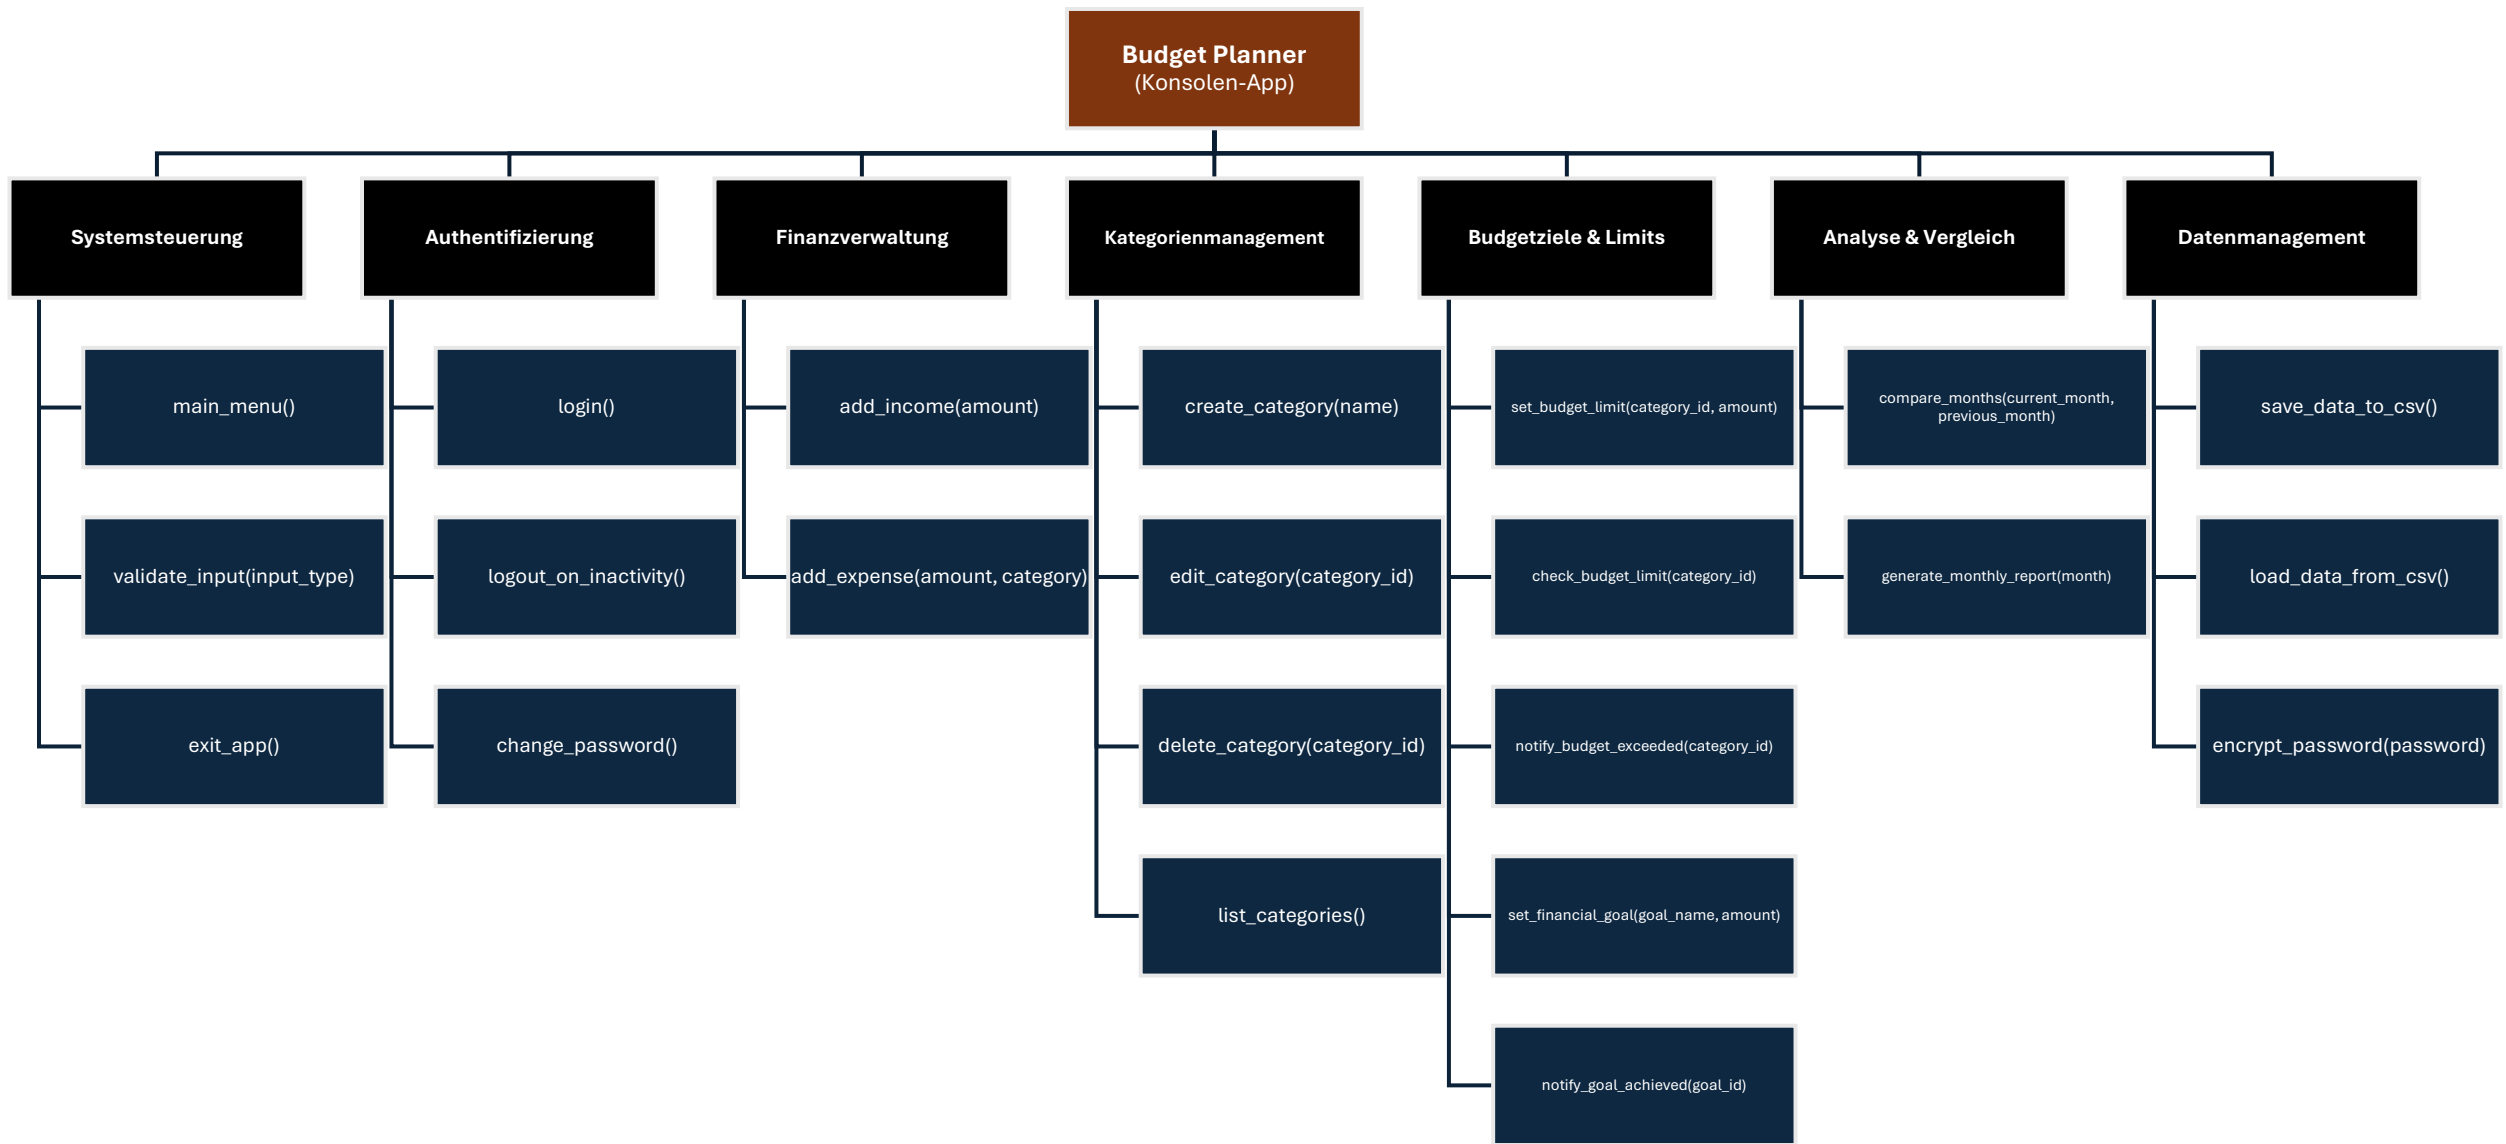 Budget Planner
(Konsolen-App)
Systemsteuerung
Authentifizierung
Finanzverwaltung
Kategorienmanagement
Budgetziele & Limits
Analyse & Vergleich
Datenmanagement
main_menu()
validate_input(input_type)
exit_app()
login()
logout_on_inactivity()
change_password()
add_income(amount)
add_expense(amount, category)
create_category(name)
edit_category(category_id)
delete_category(category_id)
list_categories()
set_budget_limit(category_id, amount)
check_budget_limit(category_id)
notify_budget_exceeded(category_id)
set_financial_goal(goal_name, amount)
notify_goal_achieved(goal_id)
compare_months(current_month,
previous_month)
generate_monthly_report(month)
save_data_to_csv()
load_data_from_csv()
encrypt_password(password)